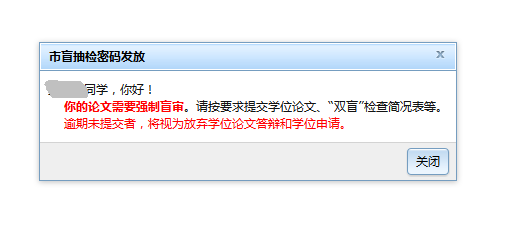 市盲抽检密码发放
同学，你好！
你的论文需要强制盲审。请按要求提交学位论文、“双盲”检查简况表等。
逾期未提交者，将视为放弃学位论文答辩和学位申请。
关闭